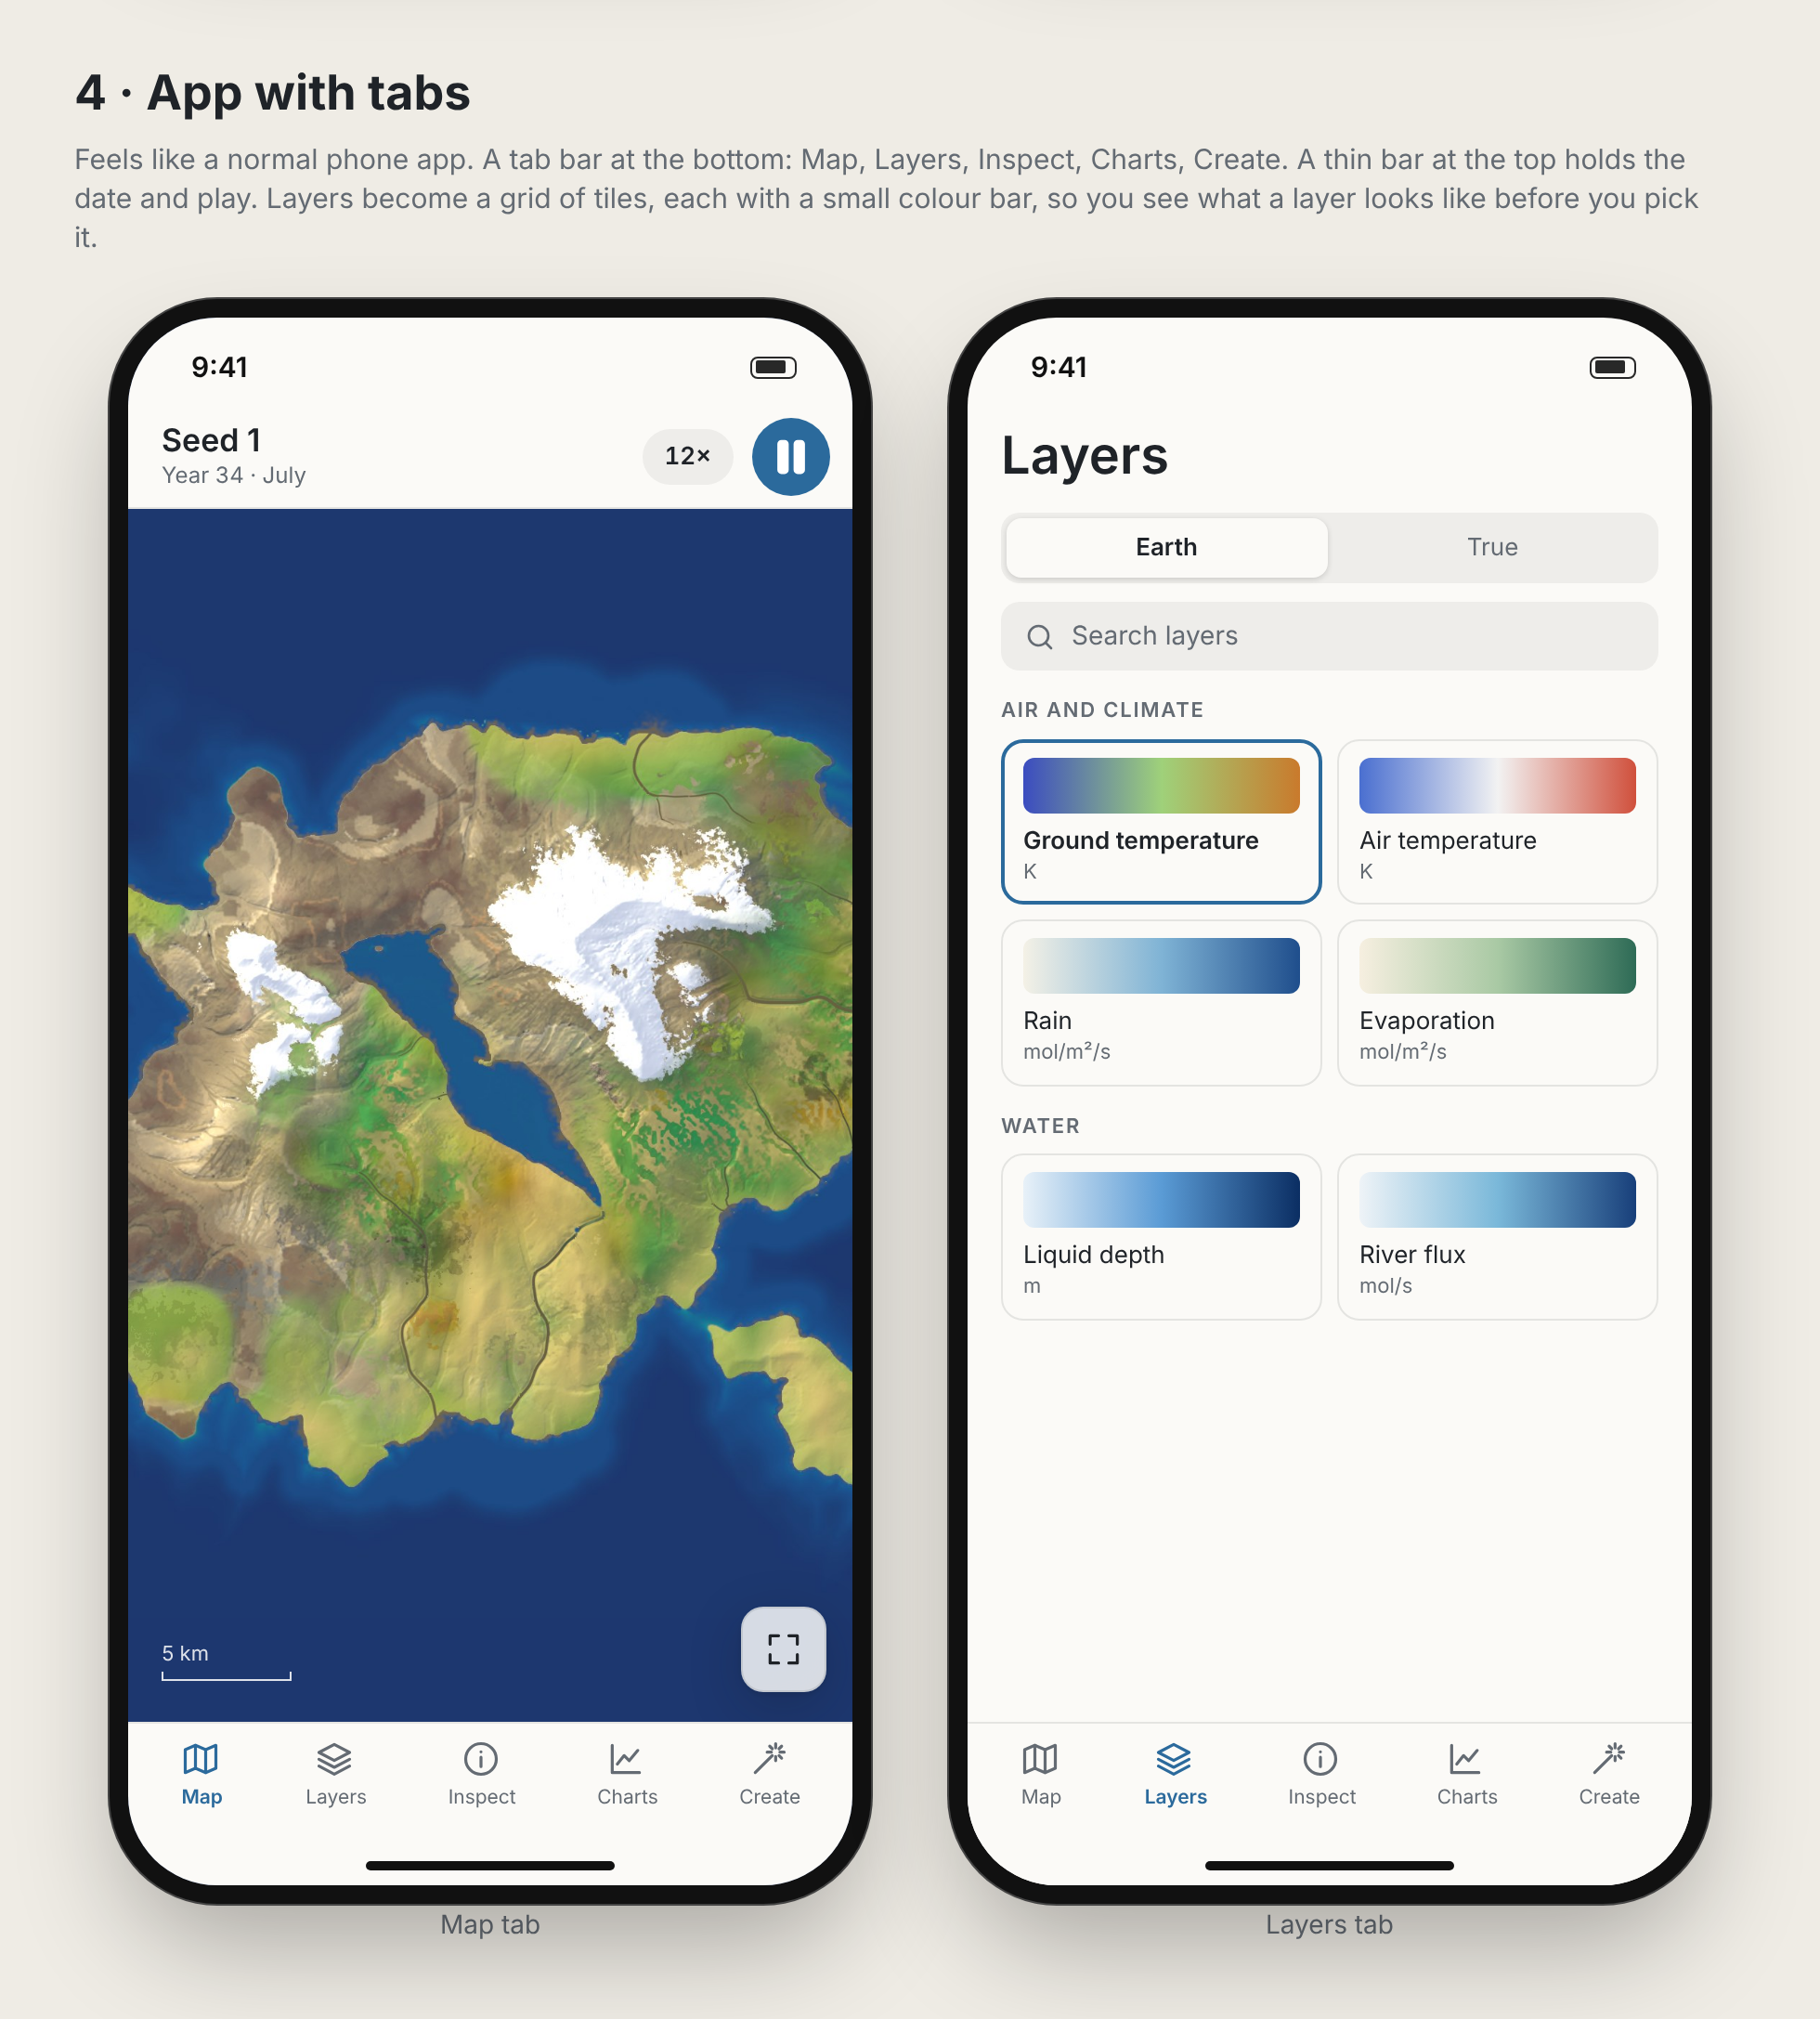 4 · App with tabs
Feels like a normal phone app. A tab bar at the bottom: Map, Layers, Inspect, Charts, Create. A thin bar at the top holds the
date and play. Layers become a grid of tiles, each with a small colour bar, so you see what a layer looks like before you pick
it.
9:41
Seed 1
Year 34 · July
12×
5 km
Map
Layers
Inspect
Charts
Create
Map tab
9:41
Layers
Earth
True
Search layers
AIR AND CLIMATE
Ground temperature
K
Air temperature
K
Rain
mol/m²/s
Evaporation
mol/m²/s
WATER
Liquid depth
m
River flux
mol/s
Map
Layers
Inspect
Charts
Create
Layers tab